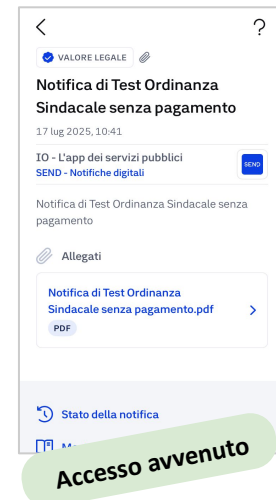 ?
VALORE LEGALE
Notifica di Test Ordinanza
Sindacale senza pagamento
17 lug 2025, 10:41
IO - L'app dei servizi pubblici
SEND - Notifiche digitali
SEND
Notifica di Test Ordinanza Sindacale senza
pagamento
Allegati
Notifica di Test Ordinanza
Sindacale senza pagamento.pdf
PDF
Stato della notifica
Accesso avvenuto